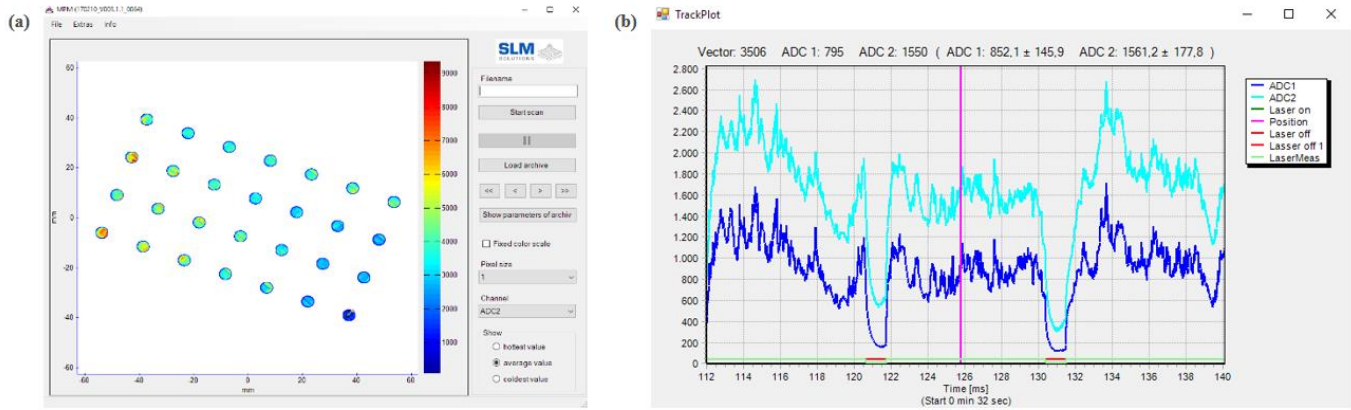 (a)
MPM (170210_V009.1.1_0064)
File Extras Info
SLM
SOLUTIONS
Filename
Start scan
Load archive
<< < > >>
Show parameters of archiv
Fixed color scale
Pixel size
1
Channel
ADC2
Show
hottest value
average value
coldest value
60
40
20
0
-20
-40
-60
mm
-60 -40 -20 0 20 40 60
mm
9000
8000
7000
6000
5000
4000
3000
2000
1000
(b)
TrackPlot
Vector: 3506 ADC 1: 795 ADC 2: 1550 ( ADC 1: 852,1 ± 145,9 ADC 2: 1561,2 ± 177,8 )
2.800
2.600
2.400
2.200
2.000
1.800
1.600
1.400
1.200
1.000
800
600
400
200
0
112 114 116 118 120 122 124 126 128 130 132 134 136 138 140
Time [ms]
(Start 0 min 32 sec)
ADC1
ADC2
Laser on
Position
Laser off
Lasser off 1
LaserMeas